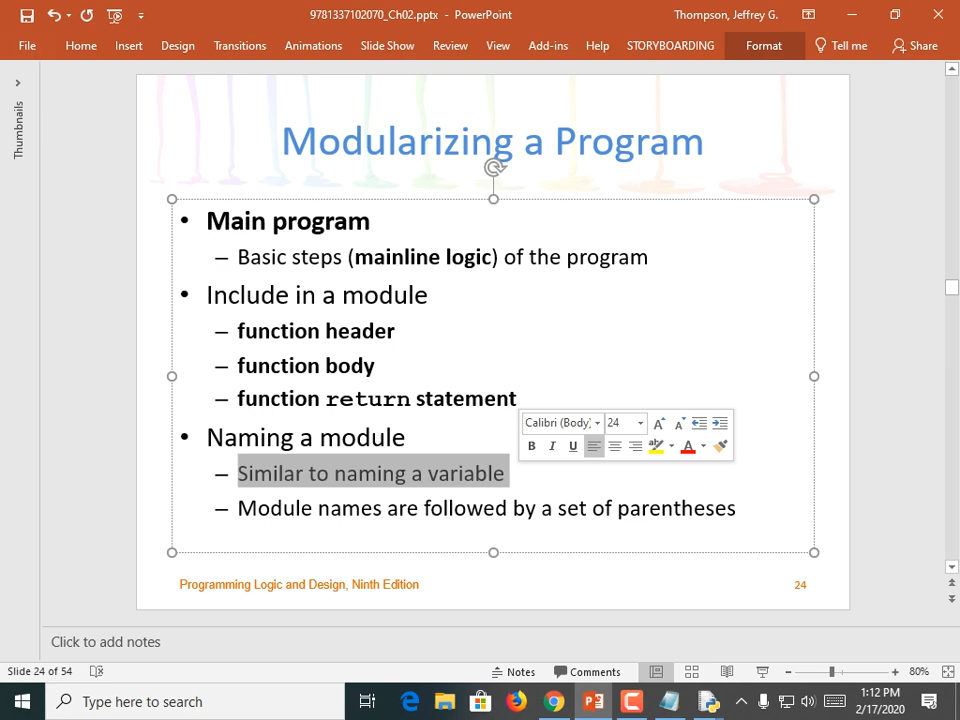 9781337102070_Ch02.pptx - PowerPoint
Thompson, Jeffrey G.
File Home Insert Design Transitions Animations Slide Show Review View Add-ins Help STORYBOARDING Format Tell me Share
Thumbnails
Modularizing a Program
• Main program
– Basic steps (mainline logic) of the program
• Include in a module
– function header
– function body
– function return statement
Calibri (Body) 24 A A
B I U A
• Naming a module
– Similar to naming a variable
– Module names are followed by a set of parentheses
Programming Logic and Design, Ninth Edition 24
Click to add notes
Slide 24 of 54 Notes Comments 80%
Type here to search
1:12 PM
2/17/2020